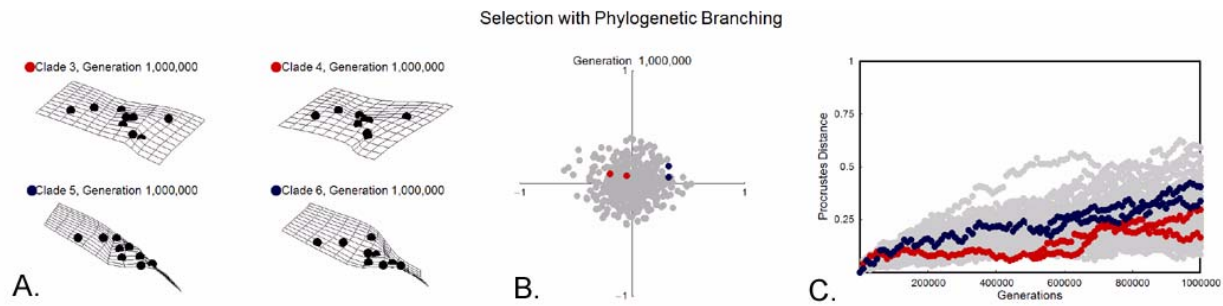 Selection with Phylogenetic Branching
Clade 3, Generation 1,000,000
Clade 4, Generation 1,000,000
Clade 5, Generation 1,000,000
Clade 6, Generation 1,000,000
A.
Generation 1,000,000
1
-1
1
-1
B.
Procrustes Distance
1
0.75
0.5
0.25
200000 400000 600000 800000 1000000
Generations
C.